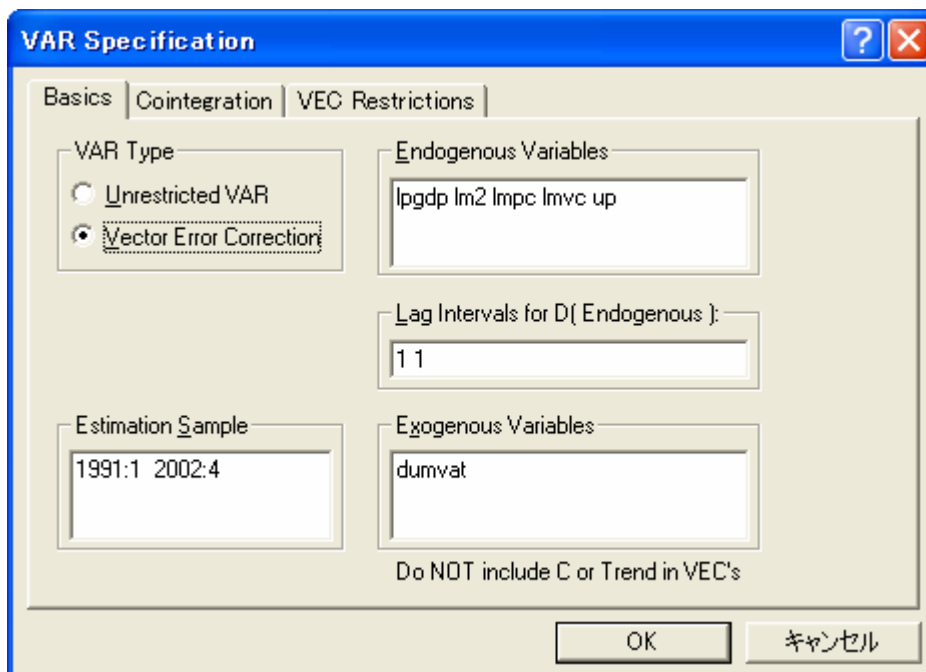 VAR Specification
Basics
Cointegration
VEC Restrictions
VAR Type
Unrestricted VAR
Vector Error Correction
Endogenous Variables
lpgdp lm2 lmpc lmvc up
Lag Intervals for D( Endogenous ):
1 1
Estimation Sample
1991:1 2002:4
Exogenous Variables
dumvat
Do NOT include C or Trend in VEC's
OK
キャンセル